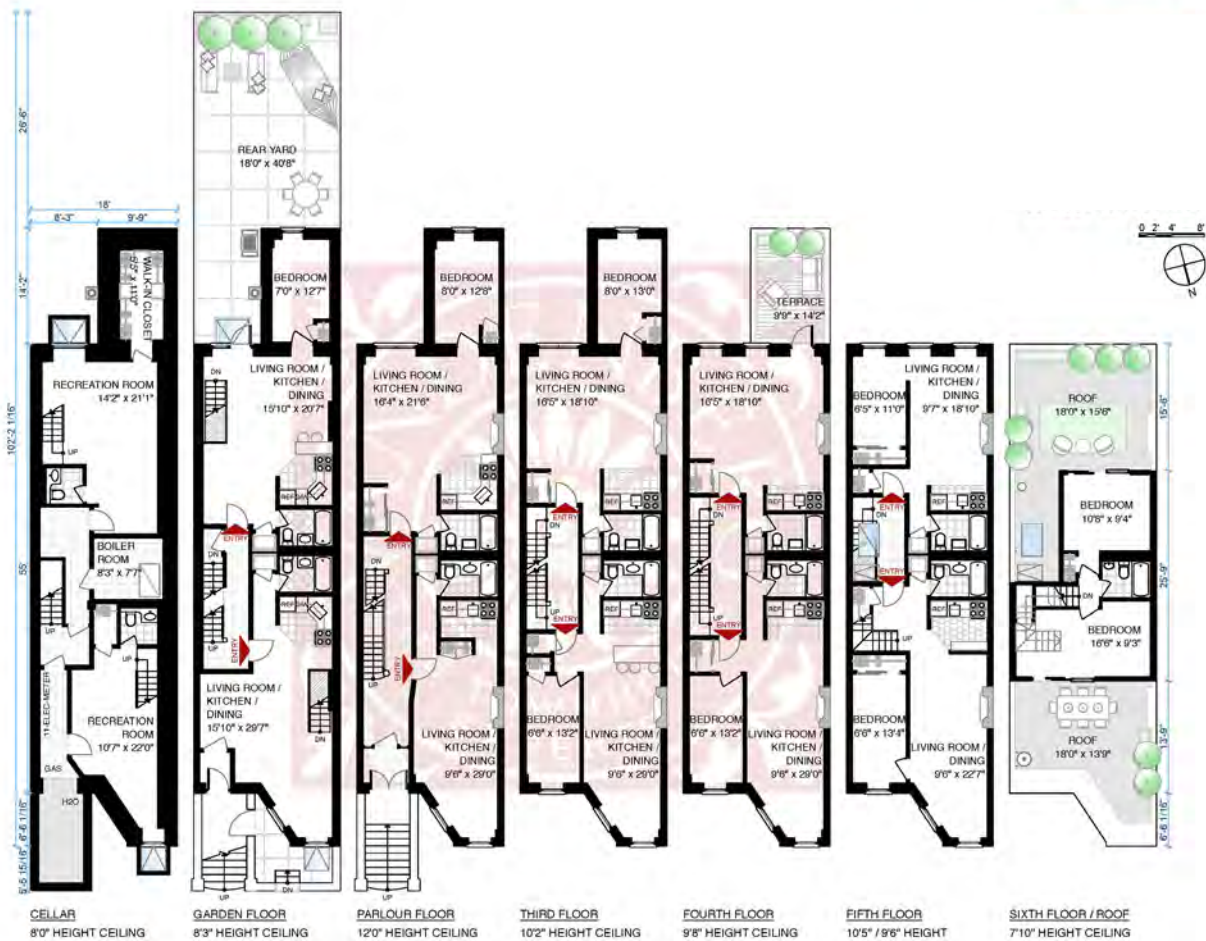 26'-6"
18'
8'-3"
9'-9"
14'-2"
102'-2 1/16"
55'
6'-6 1/16"
5'-5 15/16"
WALK-IN CLOSET
5'5" x 11'0"
RECREATION ROOM
14'2" x 21'1"
UP
BOILER
ROOM
8'3" x 7'7"
UP
UP
11-ELEC-METER
RECREATION
ROOM
10'7" x 22'0"
GAS
H2O
CELLAR
8'0" HEIGHT CEILING
REAR YARD
18'0" x 40'8"
BEDROOM
7'0" x 12'7"
DN
LIVING ROOM /
KITCHEN /
DINING
15'10" x 20'7"
REF
ENTRY
DN
REF
UP
ENTRY
LIVING ROOM /
KITCHEN /
DINING
15'10" x 29'7"
DN
UP
DN
GARDEN FLOOR
8'3" HEIGHT CEILING
BEDROOM
8'0" x 12'8"
LIVING ROOM /
KITCHEN / DINING
16'4" x 21'6"
REF
ENTRY
REF
UP
ENTRY
LIVING ROOM /
KITCHEN /
DINING
9'6" x 29'0"
UP
PARLOUR FLOOR
12'0" HEIGHT CEILING
BEDROOM
8'0" x 13'0"
LIVING ROOM /
KITCHEN / DINING
16'5" x 18'10"
REF
ENTRY
DN
REF
UP
ENTRY
BEDROOM
6'6" x 13'2"
LIVING ROOM /
KITCHEN /
DINING
9'6" x 29'0"
THIRD FLOOR
10'2" HEIGHT CEILING
TERRACE
9'9" x 14'2"
LIVING ROOM /
KITCHEN / DINING
16'5" x 18'10"
REF
ENTRY
DN
REF
UP
ENTRY
BEDROOM
6'6" x 13'2"
LIVING ROOM /
KITCHEN /
DINING
9'6" x 29'0"
FOURTH FLOOR
9'8" HEIGHT CEILING
LIVING ROOM /
KITCHEN /
DINING
9'7" x 18'10"
BEDROOM
6'5" x 11'0"
REF
ENTRY
DN
ENTRY
REF
UP
BEDROOM
6'6" x 13'4"
LIVING ROOM /
KITCHEN /
DINING
9'6" x 22'7"
FIFTH FLOOR
10'5" / 9'6" HEIGHT
0 2' 4' 8'
N
ROOF
18'0" x 15'6"
BEDROOM
10'8" x 9'4"
DN
BEDROOM
16'6" x 9'3"
ROOF
18'0" x 13'9"
15'-6"
25'-9"
13'-9"
6'-6 1/16"
SIXTH FLOOR / ROOF
7'10" HEIGHT CEILING